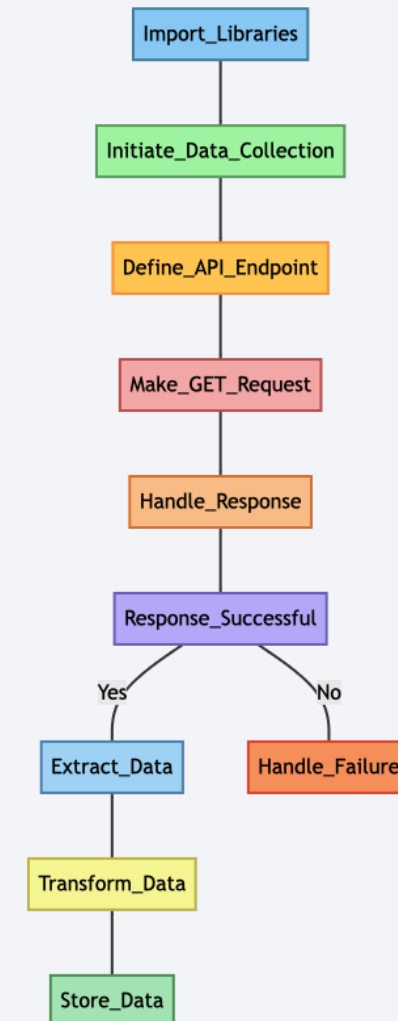 Import_Libraries
Initiate_Data_Collection
Define_API_Endpoint
Make_GET_Request
Handle_Response
Response_Successful
Yes
No
Extract_Data
Handle_Failure
Transform_Data
Store_Data